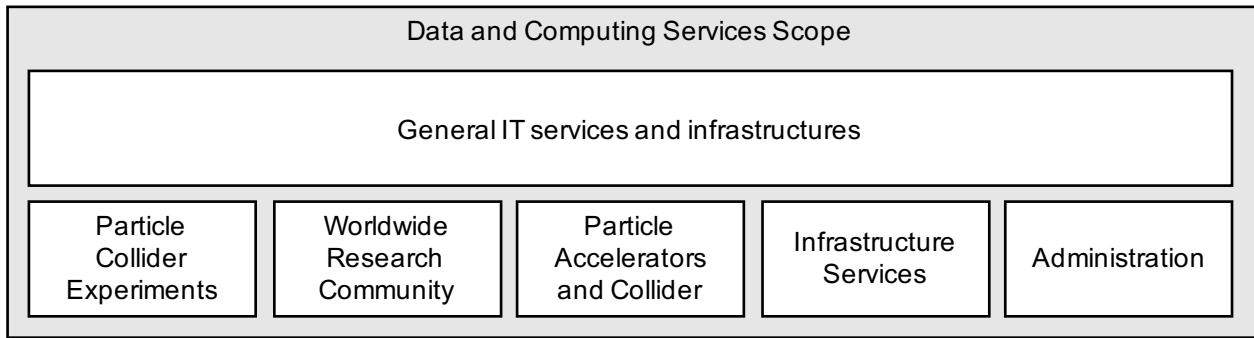 Data and Computing Services Scope
General IT services and infrastructures
Particle
Collider
Experiments
Worldwide
Research
Community
Particle
Accelerators
and Collider
Infrastructure
Services
Administration